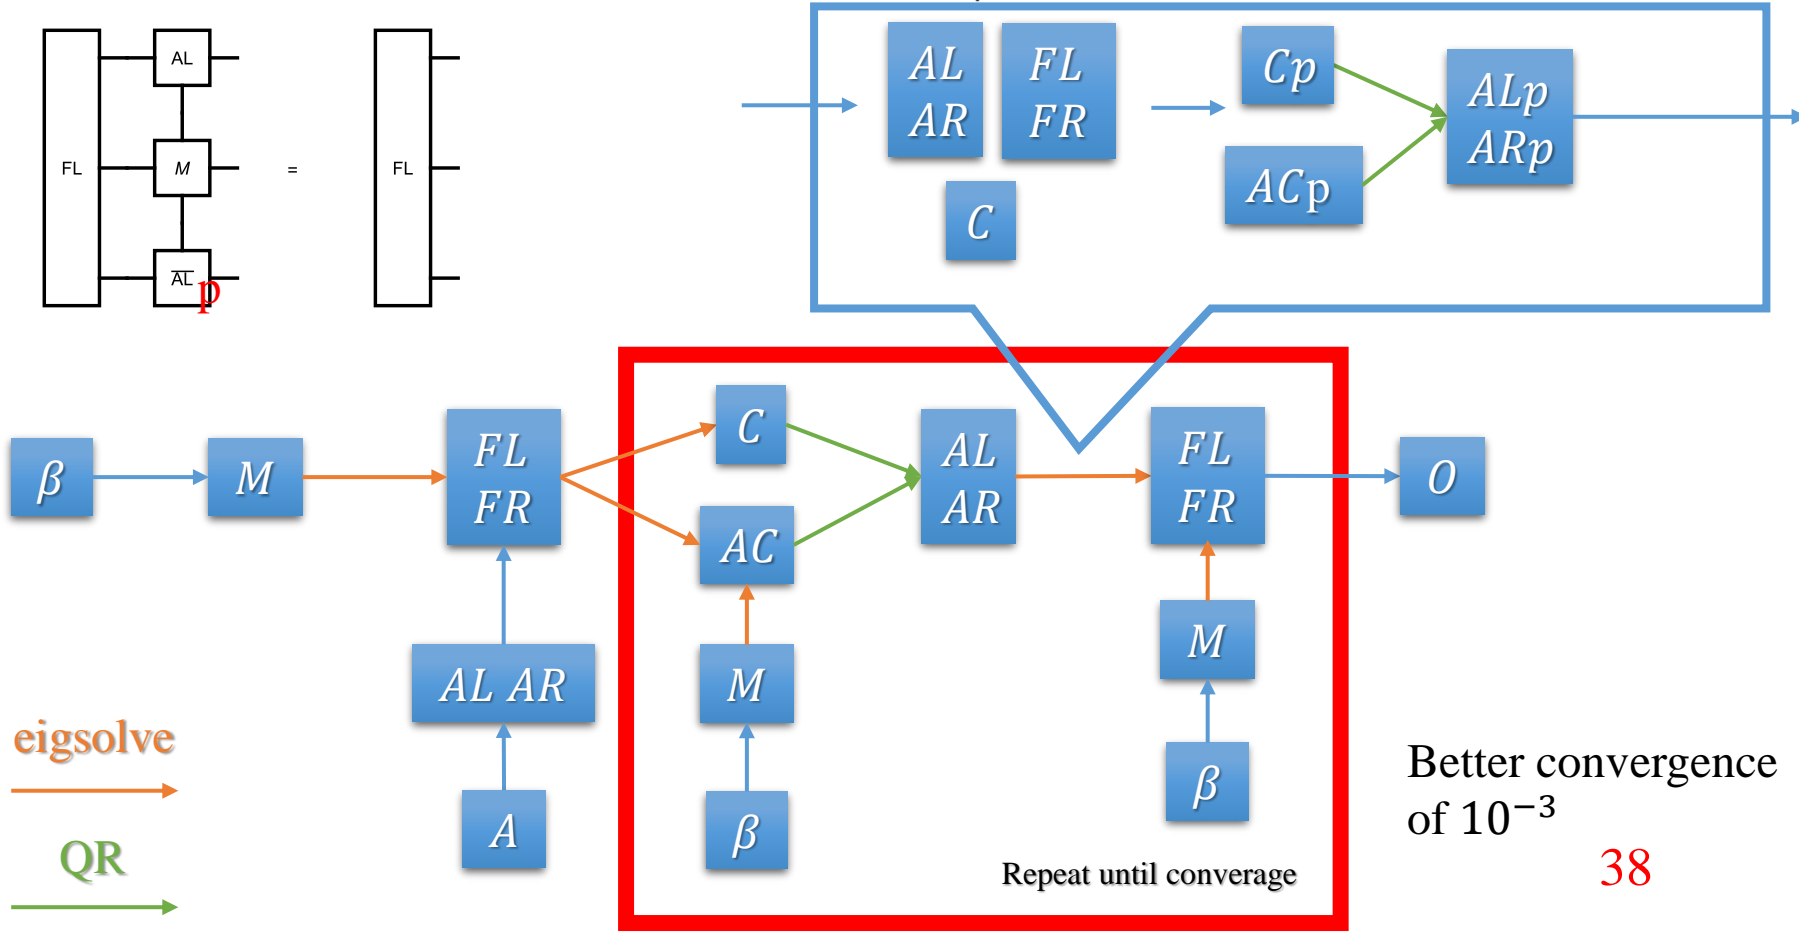 AL
FL
M
=
FL
A̅L̅
p
AL
AR
FL
FR
C
Cp
ACp
ALp
ARp
β
M
FL
FR
C
AC
AL
AR
FL
FR
O
AL AR
M
M
A
β
β
eigsolve
QR
Repeat until converage
Better convergence
of 10⁻³
38